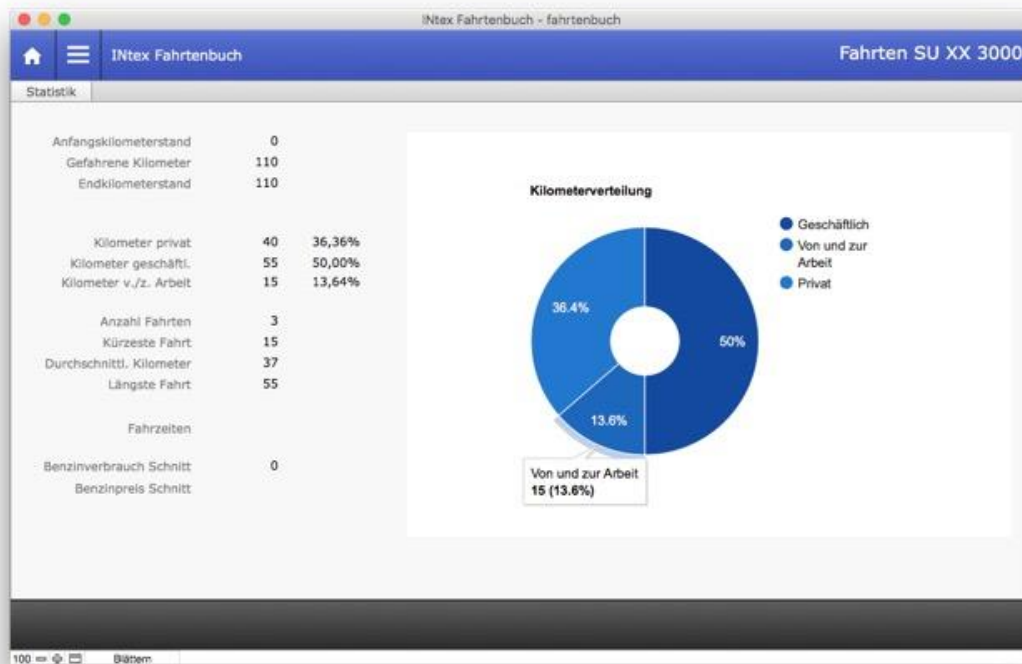 INtex Fahrtenbuch - fahrtenbuch
INtex Fahrtenbuch
Fahrten SU XX 3000
Statistik
Anfangskilometerstand 0
Gefahrene Kilometer 110
Endkilometerstand 110
Kilometer privat 40 36,36%
Kilometer geschäftl. 55 50,00%
Kilometer v./z. Arbeit 15 13,64%
Anzahl Fahrten 3
Kürzeste Fahrt 15
Durchschnittl. Kilometer 37
Längste Fahrt 55
Fahrzeiten
Benzinverbrauch Schnitt 0
Benzinpreis Schnitt
Kilometerverteilung
Geschäftlich
Von und zur
Arbeit
Privat
36.4%
50%
13.6%
Von und zur Arbeit
15 (13.6%)
100
Blättern